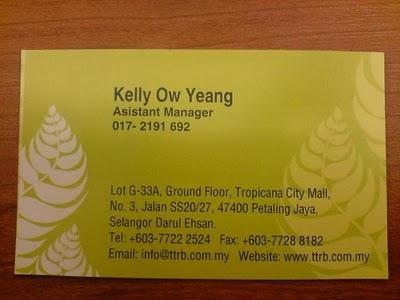 Kelly Ow Yeang
Asistant Manager
017- 2191 692
Lot G-33A, Ground Floor, Tropicana City Mall,
No. 3, Jalan SS20/27, 47400 Petaling Jaya,
Selangor Darul Ehsan.
Tel: +603-7722 2524 Fax: +603-7728 8182
Email: info@ttrb.com.my Website: www.ttrb.com.my